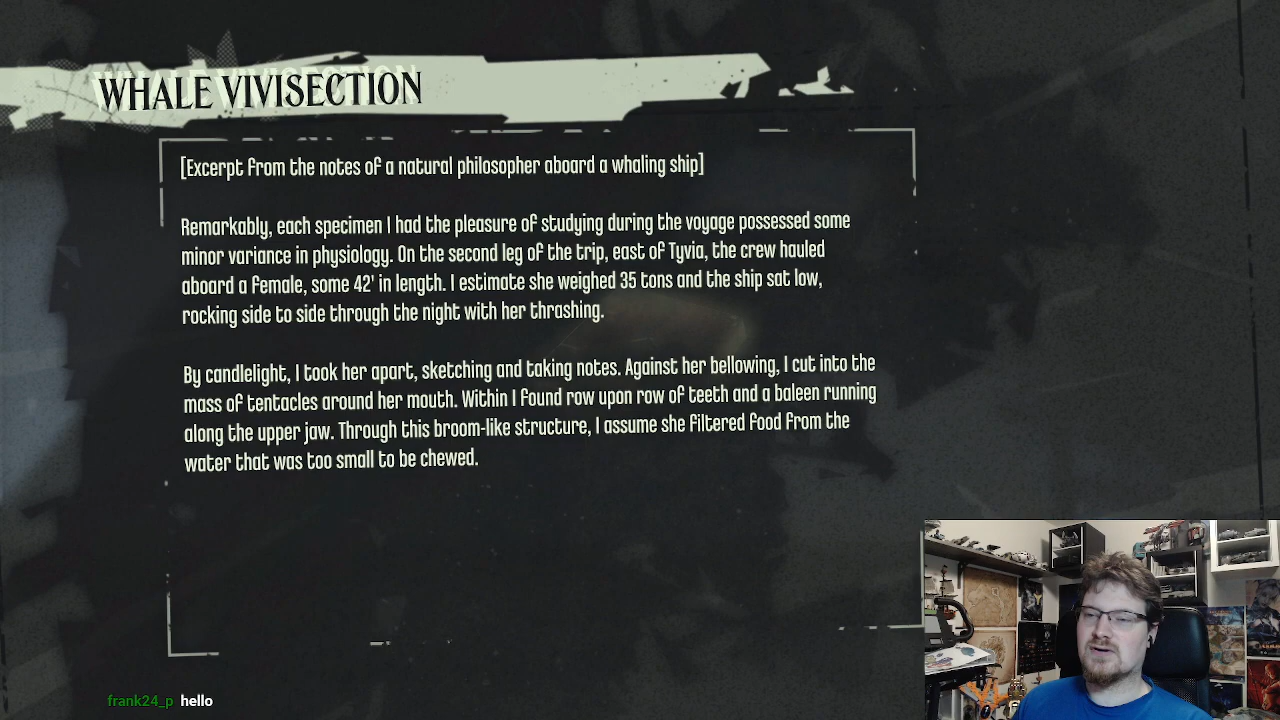 WHALE VIVISECTION
[Excerpt from the notes of a natural philosopher aboard a whaling ship]
Remarkably, each specimen I had the pleasure of studying during the voyage possessed some
minor variance in physiology. On the second leg of the trip, east of Tyvia, the crew hauled
aboard a female, some 42' in length. I estimate she weighed 35 tons and the ship sat low,
rocking side to side through the night with her thrashing.
By candlelight, I took her apart, sketching and taking notes. Against her bellowing, I cut into the
mass of tentacles around her mouth. Within I found row upon row of teeth and a baleen running
along the upper jaw. Through this broom-like structure, I assume she filtered food from the
water that was too small to be chewed.
frank24_p hello